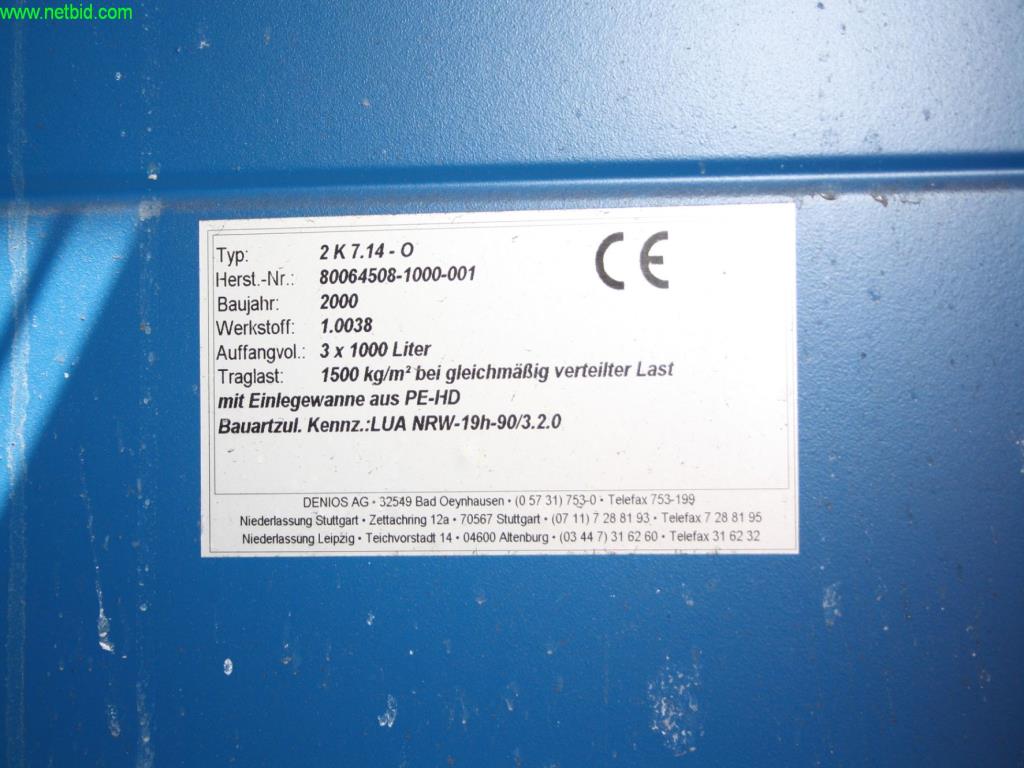 www.netbid.com
Typ: 2 K 7.14 - O
Herst.-Nr.: 80064508-1000-001
Baujahr: 2000
Werkstoff: 1.0038
Auffangvol.: 3 x 1000 Liter
Traglast: 1500 kg/m² bei gleichmäßig verteilter Last
mit Einlegewanne aus PE-HD
Bauartzul. Kennz.:LUA NRW-19h-90/3.2.0
CE
DENIOS AG • 32549 Bad Oeynhausen • (0 57 31) 753-0 • Telefax 753-199
Niederlassung Stuttgart • Zettachring 12a • 70567 Stuttgart • (07 11) 7 28 81 93 • Telefax 7 28 81 95
Niederlassung Leipzig • Teichvorstadt 14 • 04600 Altenburg • (03 44 7) 31 62 60 • Telefax 31 62 32